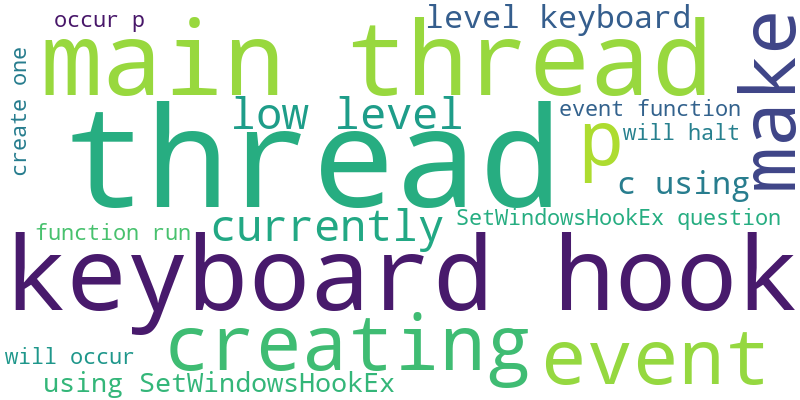 occur p
level keyboard
main thread
make
create one
low level
thread
event function
p
will halt
c using
currently
SetWindowsHookEx question
function run
keyboard hook
creating
event
will occur
using SetWindowsHookEx